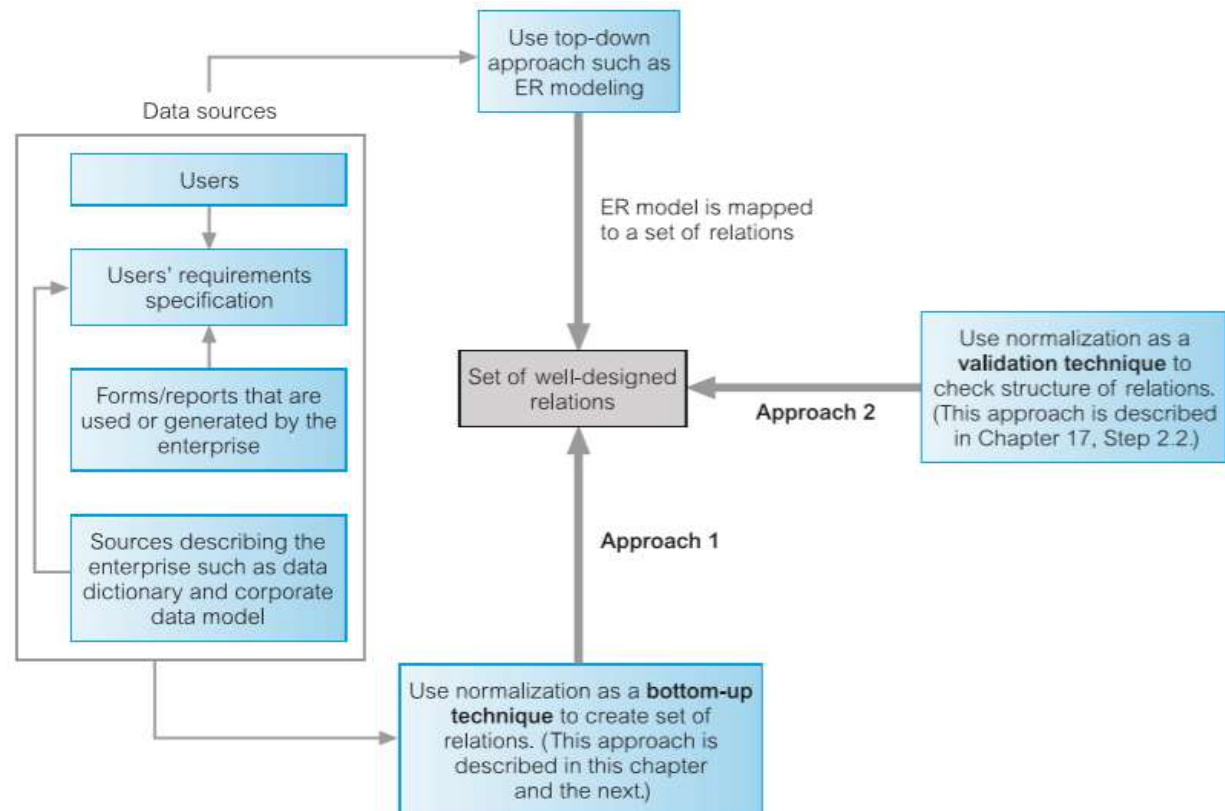 Use top-down
approach such as
ER modeling
Data sources
Users
Users’ requirements
specification
Forms/reports that are
used or generated by the
enterprise
Sources describing the
enterprise such as data
dictionary and corporate
data model
ER model is mapped
to a set of relations
Set of well-designed
relations
Approach 2
Use normalization as a
validation technique to
check structure of relations.
(This approach is described
in Chapter 17, Step 2.2.)
Approach 1
Use normalization as a bottom-up
technique to create set of
relations. (This approach is
described in this chapter
and the next.)